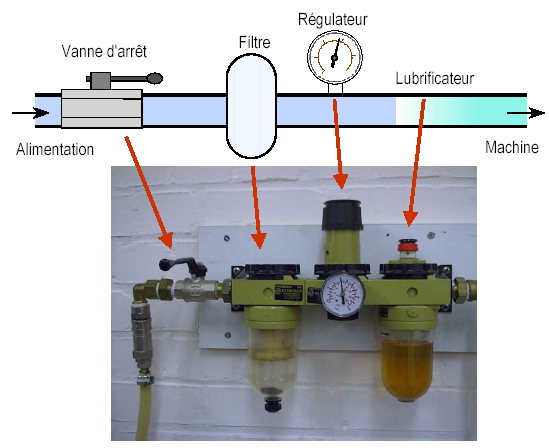 Régulateur
Filtre
Vanne d'arrêt
Lubrificateur
Alimentation
Machine